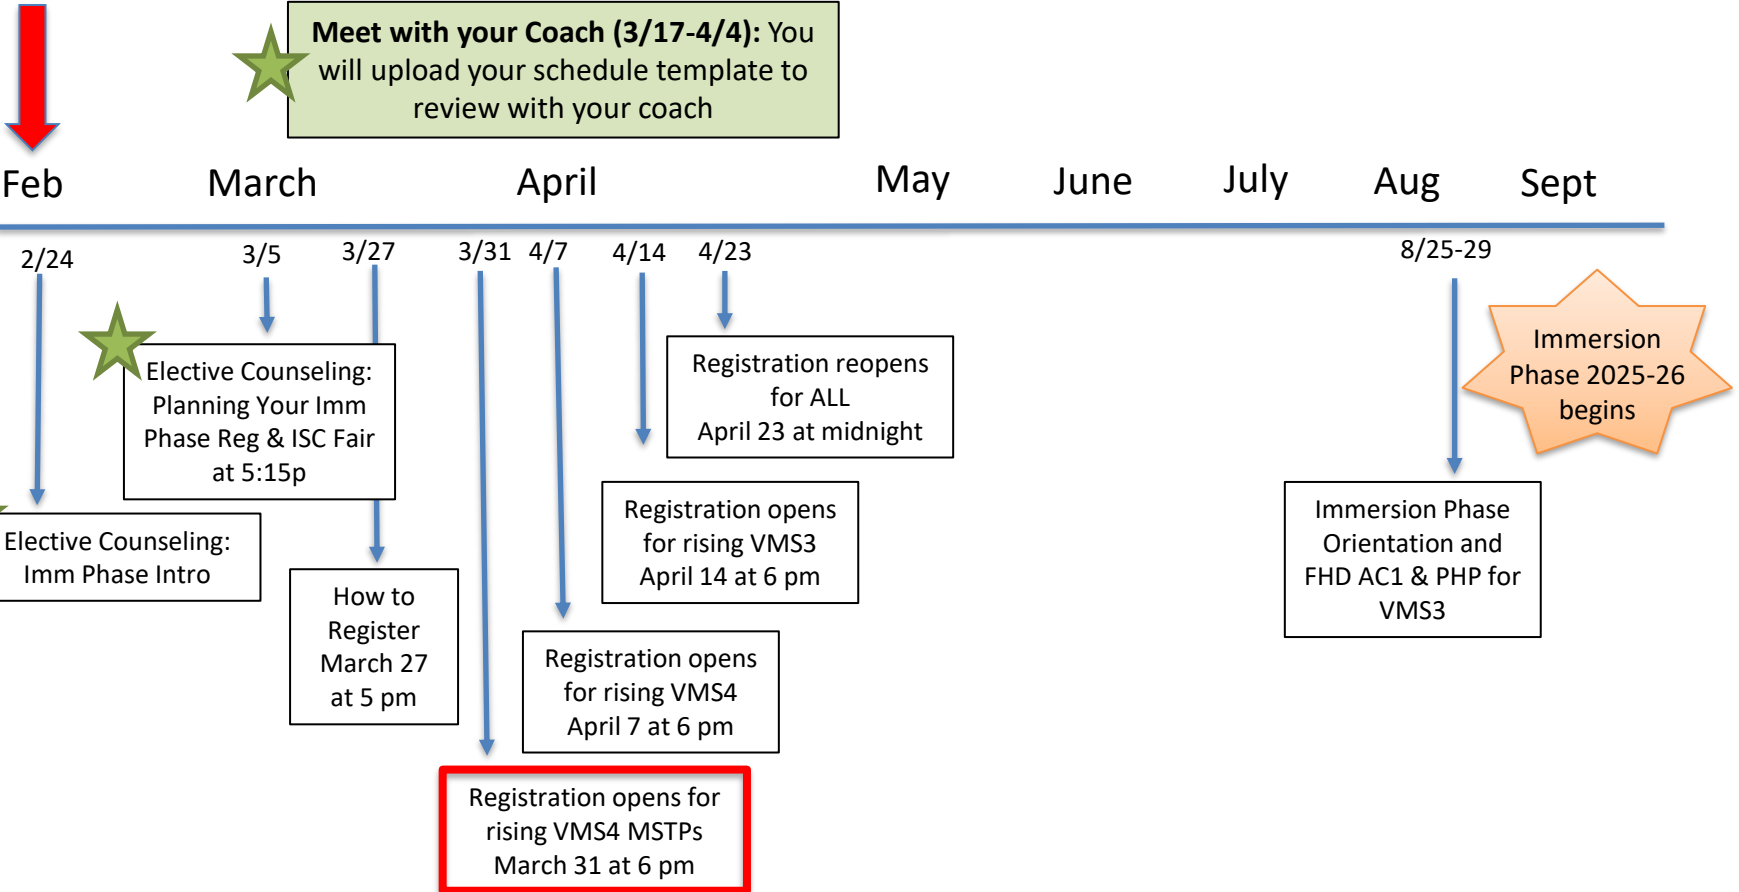 Meet with your Coach (3/17-4/4): You
will upload your schedule template to
review with your coach
Feb
March
April
May
June
July
Aug
Sept
2/24
3/5
3/27
3/31
4/7
4/14
4/23
8/25-29
Elective Counseling:
Imm Phase Intro
Elective Counseling:
Planning Your Imm
Phase Reg & ISC Fair
at 5:15p
How to
Register
March 27
at 5 pm
Registration opens for
rising VMS4 MSTPs
March 31 at 6 pm
Registration opens
for rising VMS4
April 7 at 6 pm
Registration opens
for rising VMS3
April 14 at 6 pm
Registration reopens
for ALL
April 23 at midnight
Immersion Phase
Orientation and
FHD AC1 & PHP for
VMS3
Immersion
Phase 2025-26
begins